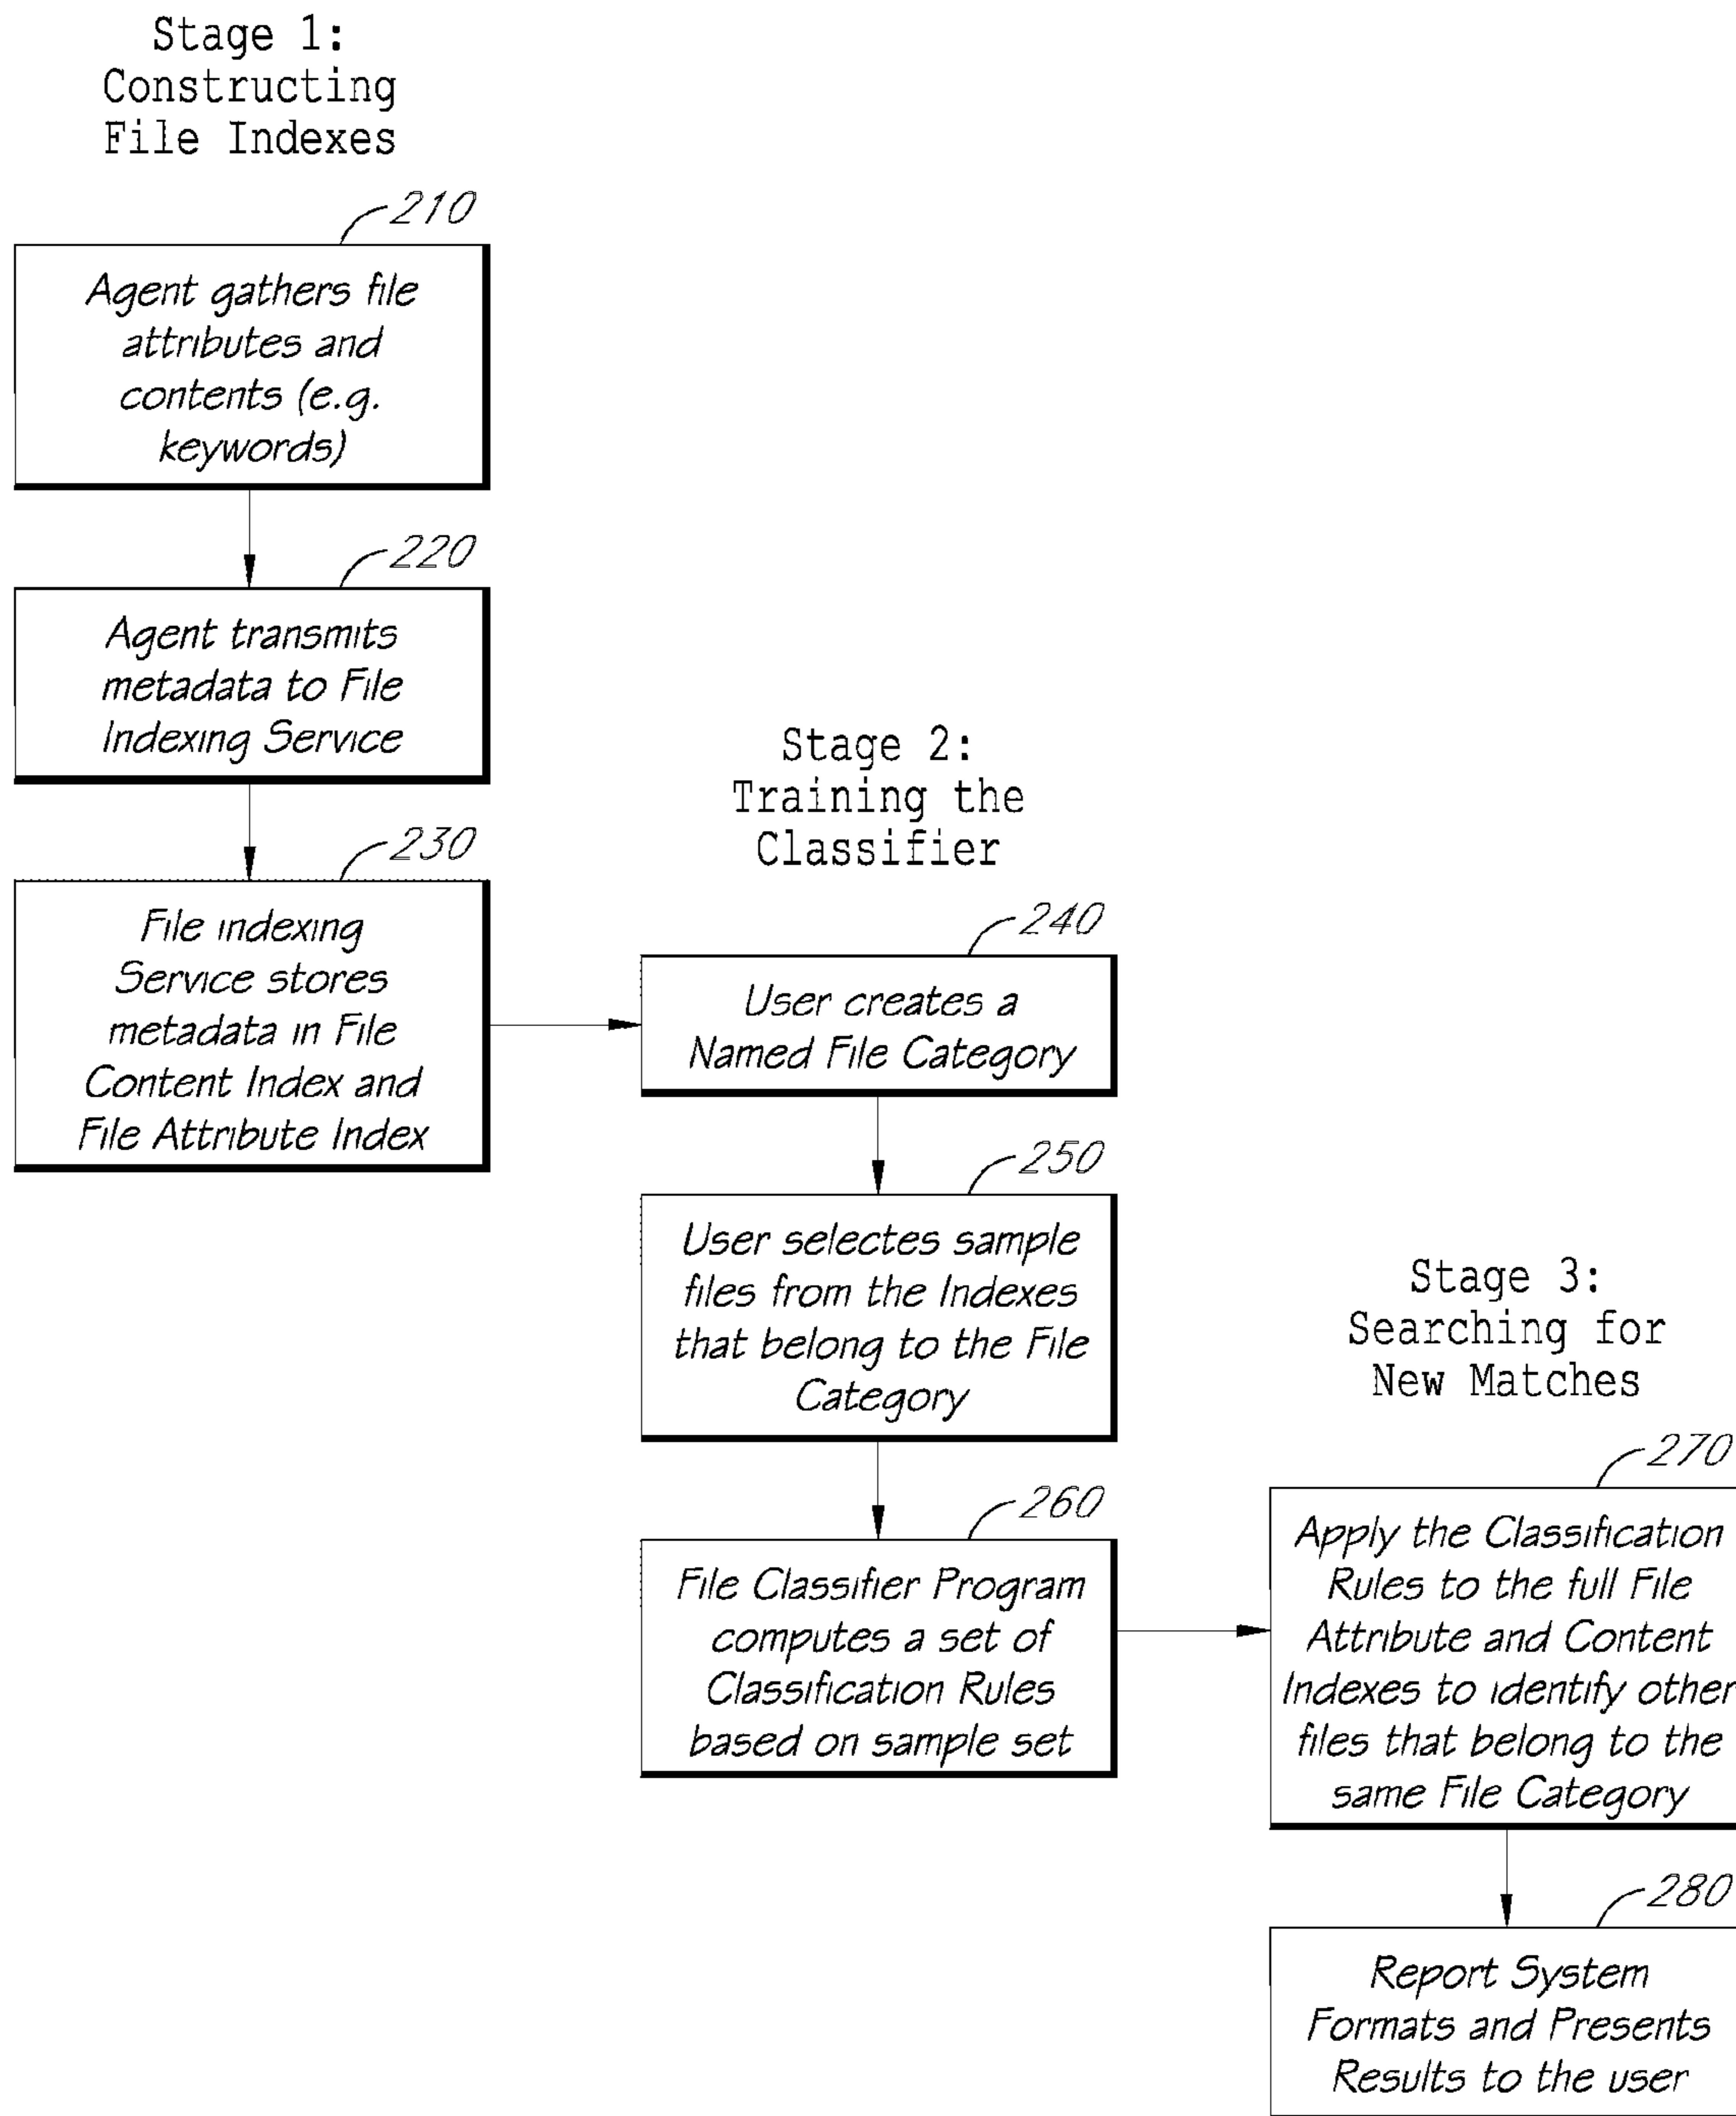 Stage 1:
Constructing
File Indexes
210
Agent gathers file
attributes and
contents (e.g.
keywords)
220
Agent transmits
metadata to File
Indexing Service
230
File indexing
Service stores
metadata in File
Content Index and
File Attribute Index
Stage 2:
Training the
Classifier
240
User creates a
Named File Category
250
User selectes sample
files from the Indexes
that belong to the File
Category
260
File Classifier Program
computes a set of
Classification Rules
based on sample set
Stage 3:
Searching for
New Matches
270
Apply the Classification
Rules to the full File
Attribute and Content
Indexes to identify other
files that belong to the
same File Category
280
Report System
Formats and Presents
Results to the user